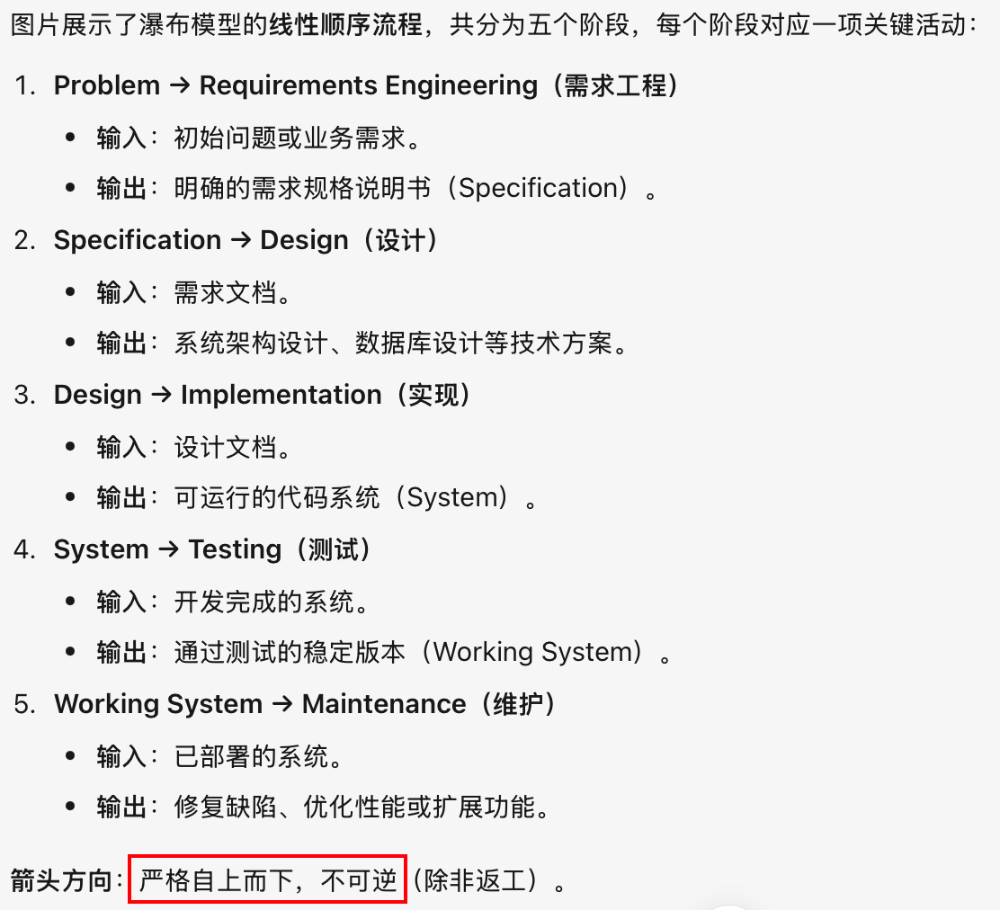 图片展示了瀑布模型的线性顺序流程，共分为五个阶段，每个阶段对应一项关键活动：
1. Problem → Requirements Engineering（需求工程）
• 输入：初始问题或业务需求。
• 输出：明确的需求规格说明书（Specification）。
2. Specification → Design（设计）
• 输入：需求文档。
• 输出：系统架构设计、数据库设计等技术方案。
3. Design → Implementation（实现）
• 输入：设计文档。
• 输出：可运行的代码系统（System）。
4. System → Testing（测试）
• 输入：开发完成的系统。
• 输出：通过测试的稳定版本（Working System）。
5. Working System → Maintenance（维护）
• 输入：已部署的系统。
• 输出：修复缺陷、优化性能或扩展功能。
箭头方向：严格自上而下，不可逆（除非返工）。